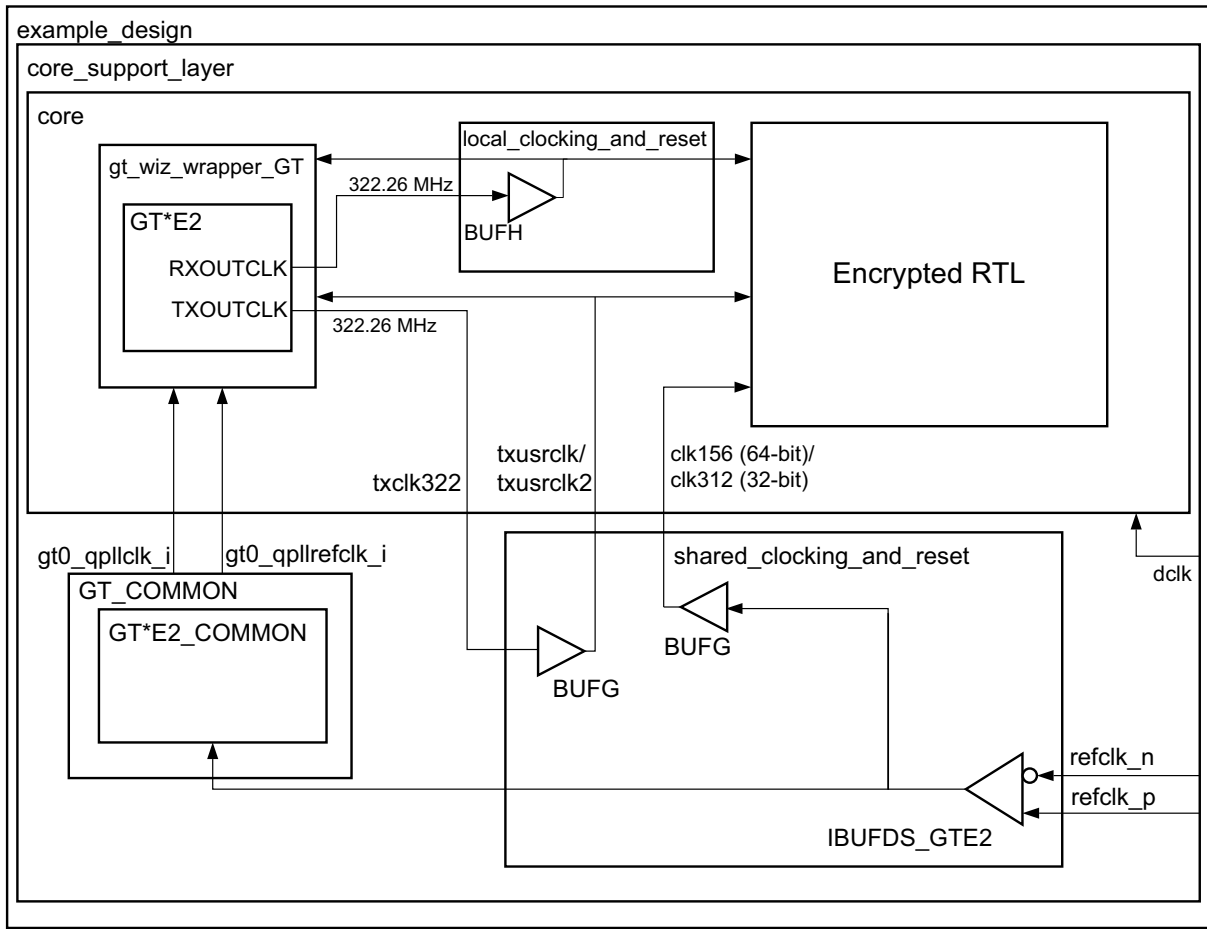 example_design
core_support_layer
core
gt_wiz_wrapper_GT
GT*E2
RXOUTCLK
TXOUTCLK
322.26 MHz
322.26 MHz
local_clocking_and_reset
BUFH
Encrypted RTL
txclk322
txusrclk/
txusrclk2
clk156 (64-bit)/
clk312 (32-bit)
gt0_qpllclk_i
gt0_qpllrefclk_i
GT_COMMON
GT*E2_COMMON
shared_clocking_and_reset
BUFG
BUFG
dclk
refclk_n
refclk_p
IBUFDS_GTE2